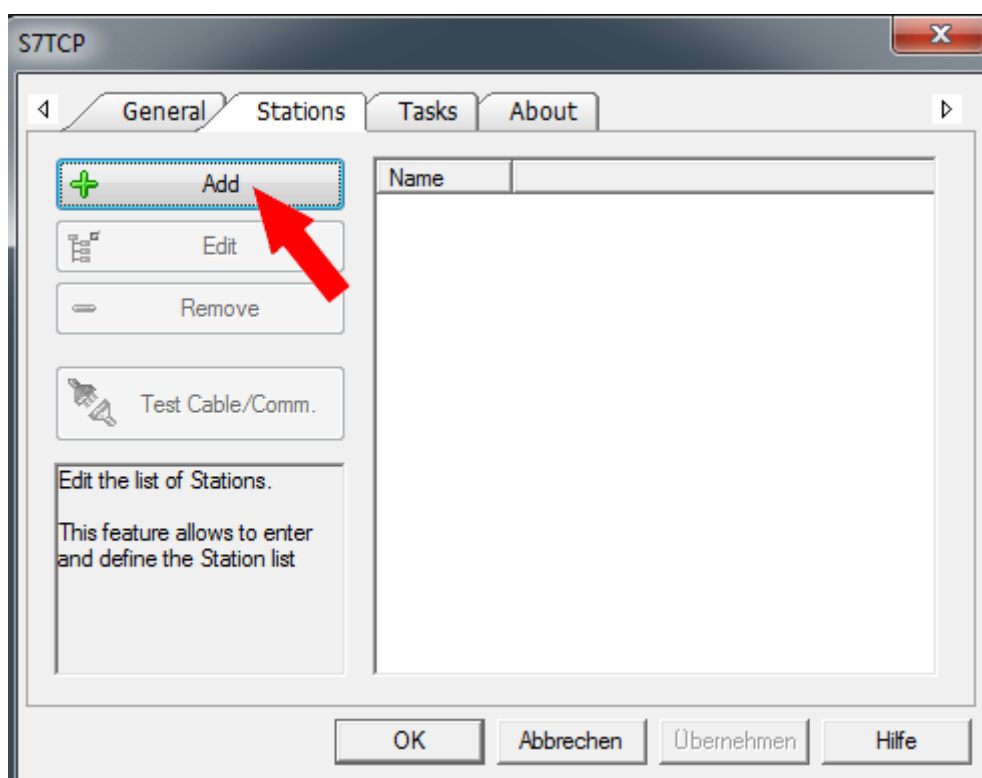 S7TCP
General Stations Tasks About
Add
Name
Edit
Remove
Test Cable/Comm.
Edit the list of Stations.
This feature allows to enter
and define the Station list
OK Abbrechen Übernehmen Hilfe